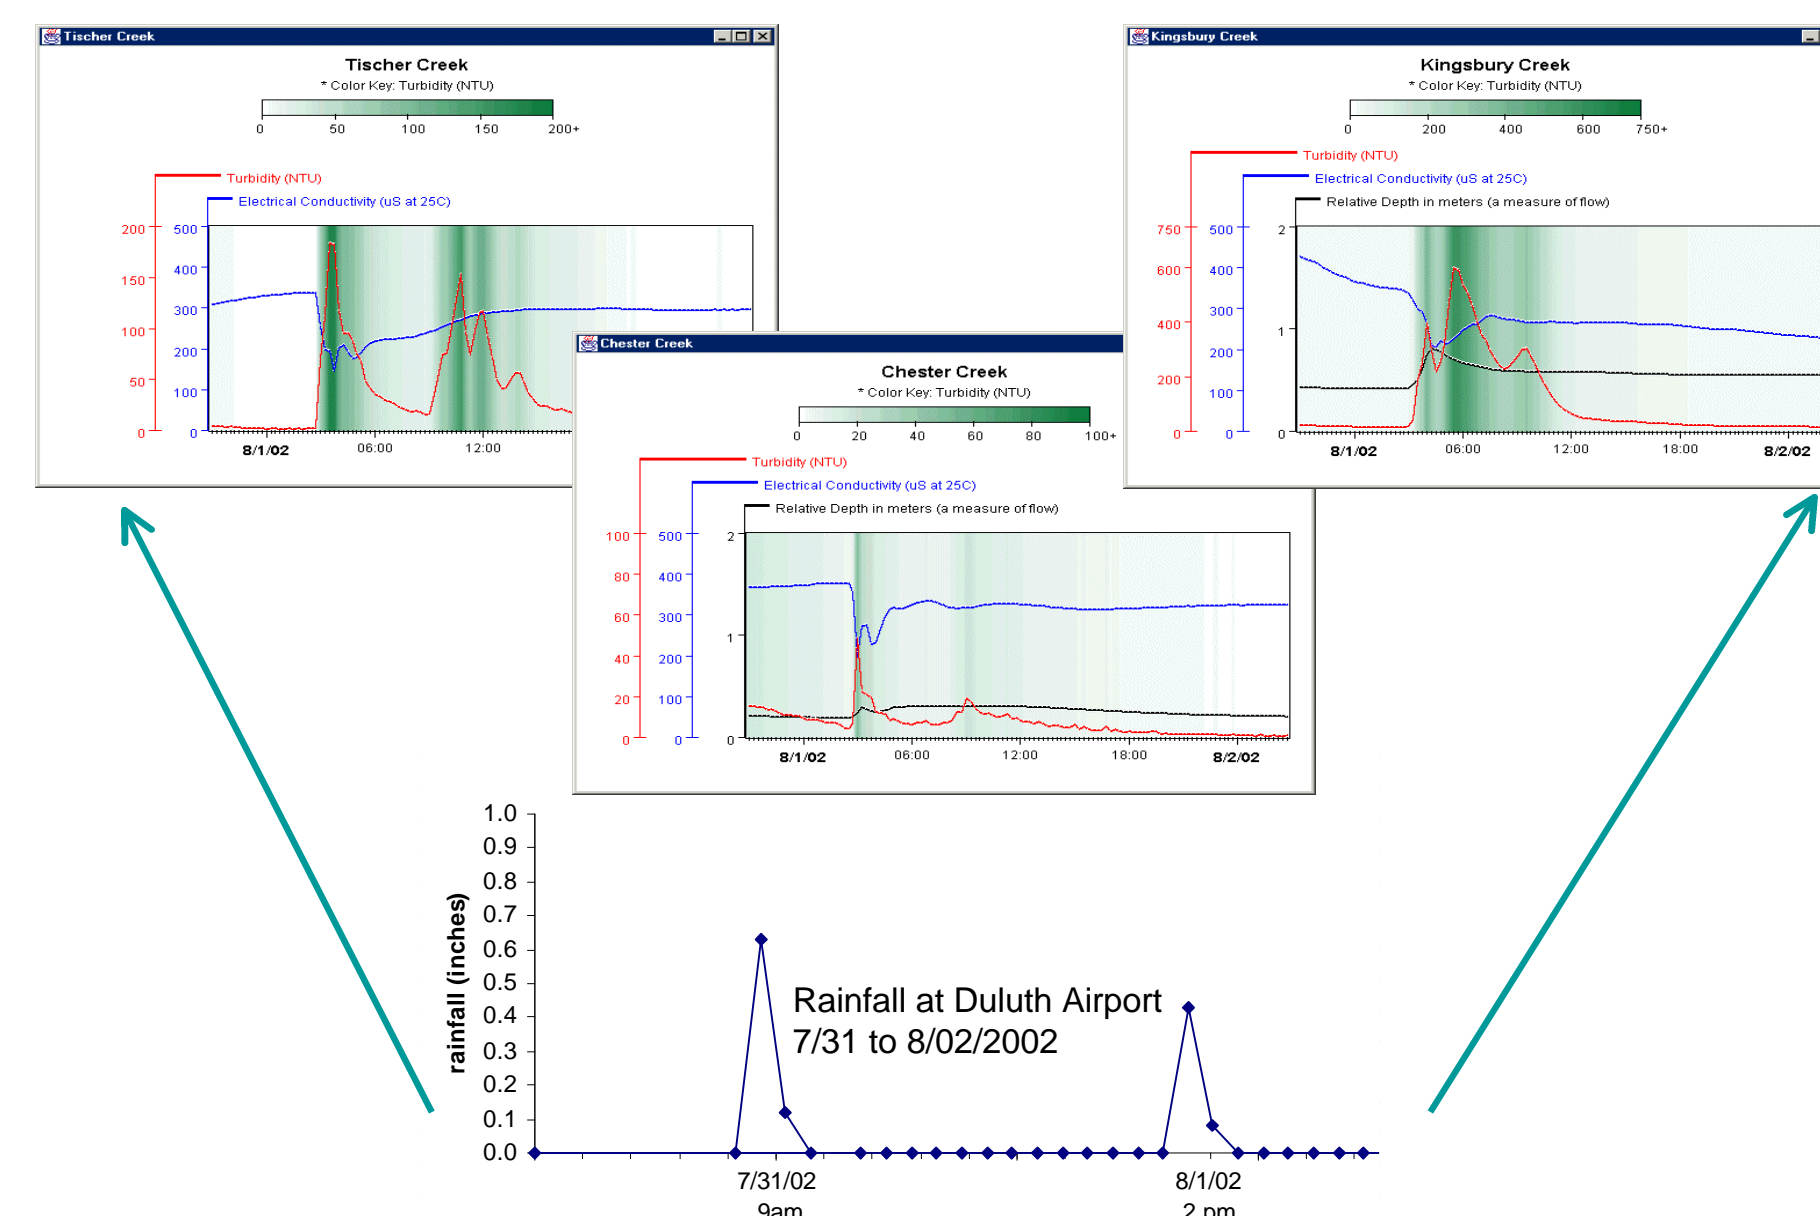 Tischer Creek
Tischer Creek
* Color Key: Turbidity (NTU)
0 50 100 150 200+
Turbidity (NTU)
Electrical Conductivity (uS at 25C)
200 500
150 400
300
100 200
50 100
0 0
8/1/02 06:00 12:00
Kingsbury Creek
Kingsbury Creek
* Color Key: Turbidity (NTU)
0 200 400 600 750+
Turbidity (NTU)
Electrical Conductivity (uS at 25C)
Relative Depth in meters (a measure of flow)
750 500 2
600 400
400 300 1
200
200 100
0 0 0
8/1/02 06:00 12:00 18:00 8/2/02
Chester Creek
Chester Creek
* Color Key: Turbidity (NTU)
0 20 40 60 80 100+
Turbidity (NTU)
Electrical Conductivity (uS at 25C)
Relative Depth in meters (a measure of flow)
100 500 2
80 400
60 300 1
40 200
20 100
0 0 0
8/1/02 06:00 12:00 18:00 8/2/02
rainfall (inches)
1.0
0.9
0.8
0.7
0.6
0.5
0.4
0.3
0.2
0.1
0.0
Rainfall at Duluth Airport
7/31 to 8/02/2002
7/31/02 8/1/02
9am 2 pm